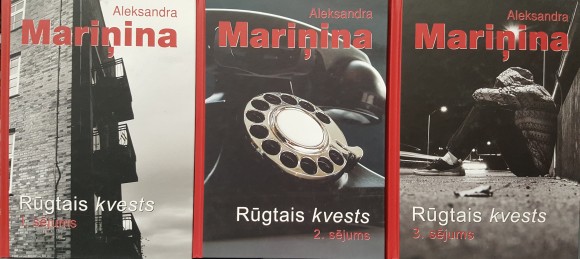 Aleksandra
Mariņina
Rūgtais kvests
1. sējums
Aleksandra
Mariņina
Rūgtais kvests
2. sējums
Aleksandra
Mariņina
Rūgtais kvests
3. sējums